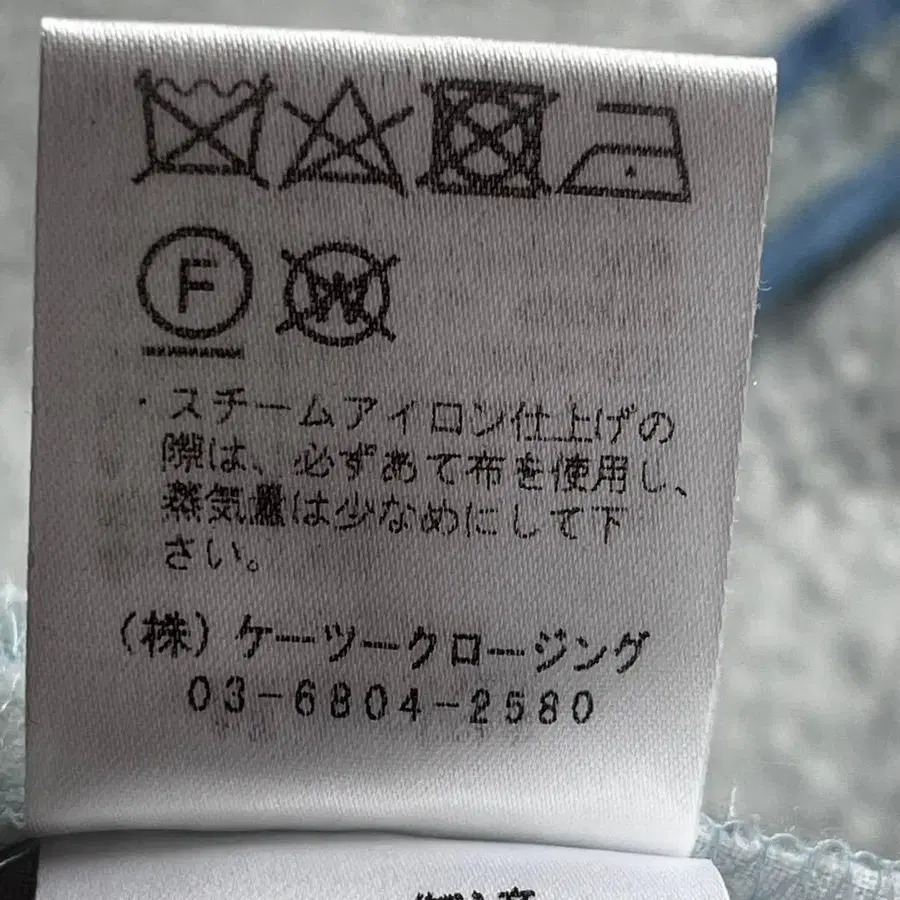 F W
・スチームアイロン仕上げの
際は、必ずあて布を使用し、
蒸気量は少なめにして下
さい。
(株)ケーツークロージング
03-6804-2580